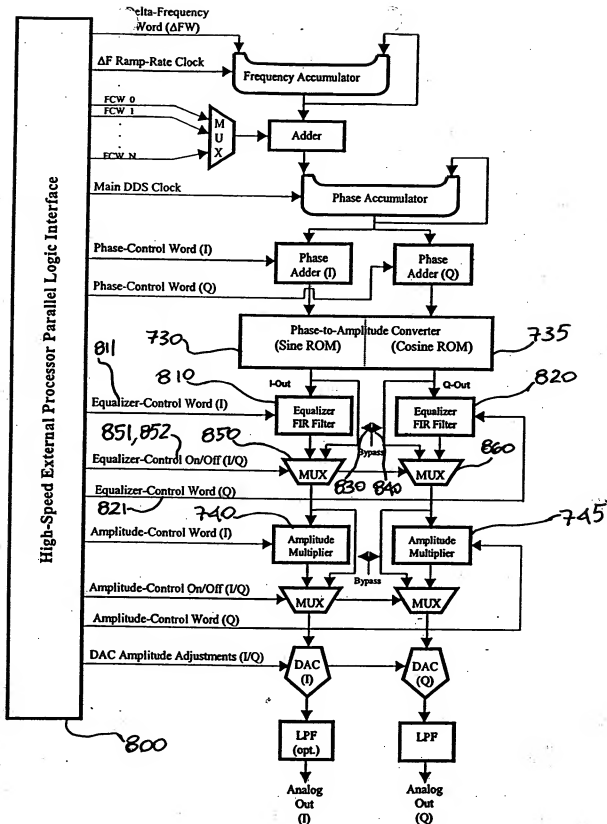 Delta-Frequency
Word (ΔFW)
ΔF Ramp-Rate Clock
Frequency Accumulator
FCW 0
FCW 1
FCW N
MUX
Adder
Main DDS Clock
Phase Accumulator
Phase-Control Word (I)
Phase
Adder (I)
Phase
Adder (Q)
Phase-Control Word (Q)
730
Phase-to-Amplitude Converter
(Sine ROM)
(Cosine ROM)
735
811
810
I-Out
Q-Out
820
Equalizer-Control Word (I)
Equalizer
FIR Filter
Equalizer
FIR Filter
851, 852
850
Bypass
860
Equalizer-Control On/Off (I/Q)
MUX
MUX
830
840
Equalizer-Control Word (Q)
821
740
745
Amplitude-Control Word (I)
Amplitude
Multiplier
Amplitude
Multiplier
Bypass
Amplitude-Control On/Off (I/Q)
MUX
MUX
Amplitude-Control Word (Q)
DAC Amplitude Adjustments (I/Q)
DAC
(I)
DAC
(Q)
LPF
(opt.)
LPF
800
Analog
Out
(I)
Analog
Out
(Q)
High-Speed External Processor Parallel Logic Interface